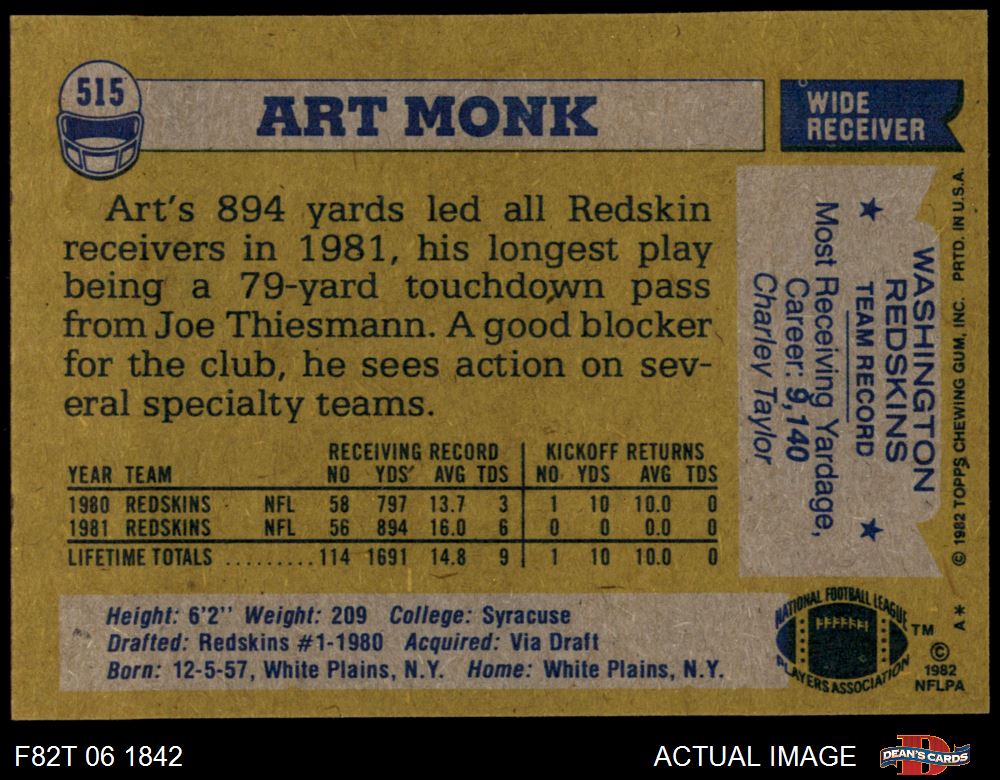 515
ART MONK
WIDE
RECEIVER
Art's 894 yards led all Redskin
receivers in 1981, his longest play
being a 79-yard touchdown pass
from Joe Thiesmann. A good blocker
for the club, he sees action on sev-
eral specialty teams.
WASHINGTON
REDSKINS
TEAM RECORD
Most Receiving Yardage,
Career: 9,140
Charley Taylor
© 1982 TOPPS CHEWING GUM, INC. PRTD. IN U.S.A.
RECEIVING RECORD KICKOFF RETURNS
YEAR TEAM NO YDS AVG TDS NO YDS AVG TDS
1980 REDSKINS NFL 58 797 13.7 3 1 10 10.0 0
1981 REDSKINS NFL 56 894 16.0 6 0 0 0.0 0
LIFETIME TOTALS .........114 1691 14.8 9 1 10 10.0 0
Height: 6'2" Weight: 209 College: Syracuse
Drafted: Redskins #1-1980 Acquired: Via Draft
Born: 12-5-57, White Plains, N.Y. Home: White Plains, N.Y.
NATIONAL FOOTBALL LEAGUE
PLAYERS ASSOCIATION
TM
©
1982
NFLPA
A *
F82T 06 1842
ACTUAL IMAGE
DEAN'S CARDS